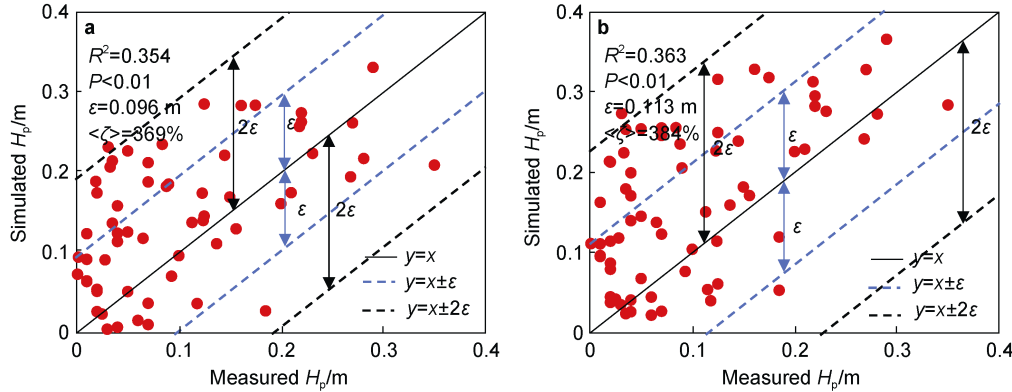 a
R²=0.354
P<0.01
ε=0.096 m
<ζ>=369%
2ε
ε
ε
2ε
y=x
y=x±ε
y=x±2ε
0.4
0.3
0.2
0.1
0
0
0.1
0.2
0.3
0.4
Simulated Hₚ/m
Measured Hₚ/m
b
R²=0.363
P<0.01
ε=0.113 m
<ζ>=384%
2ε
ε
ε
2ε
y=x
y=x±ε
y=x±2ε
0.4
0.3
0.2
0.1
0
0
0.1
0.2
0.3
0.4
Simulated Hₚ/m
Measured Hₚ/m